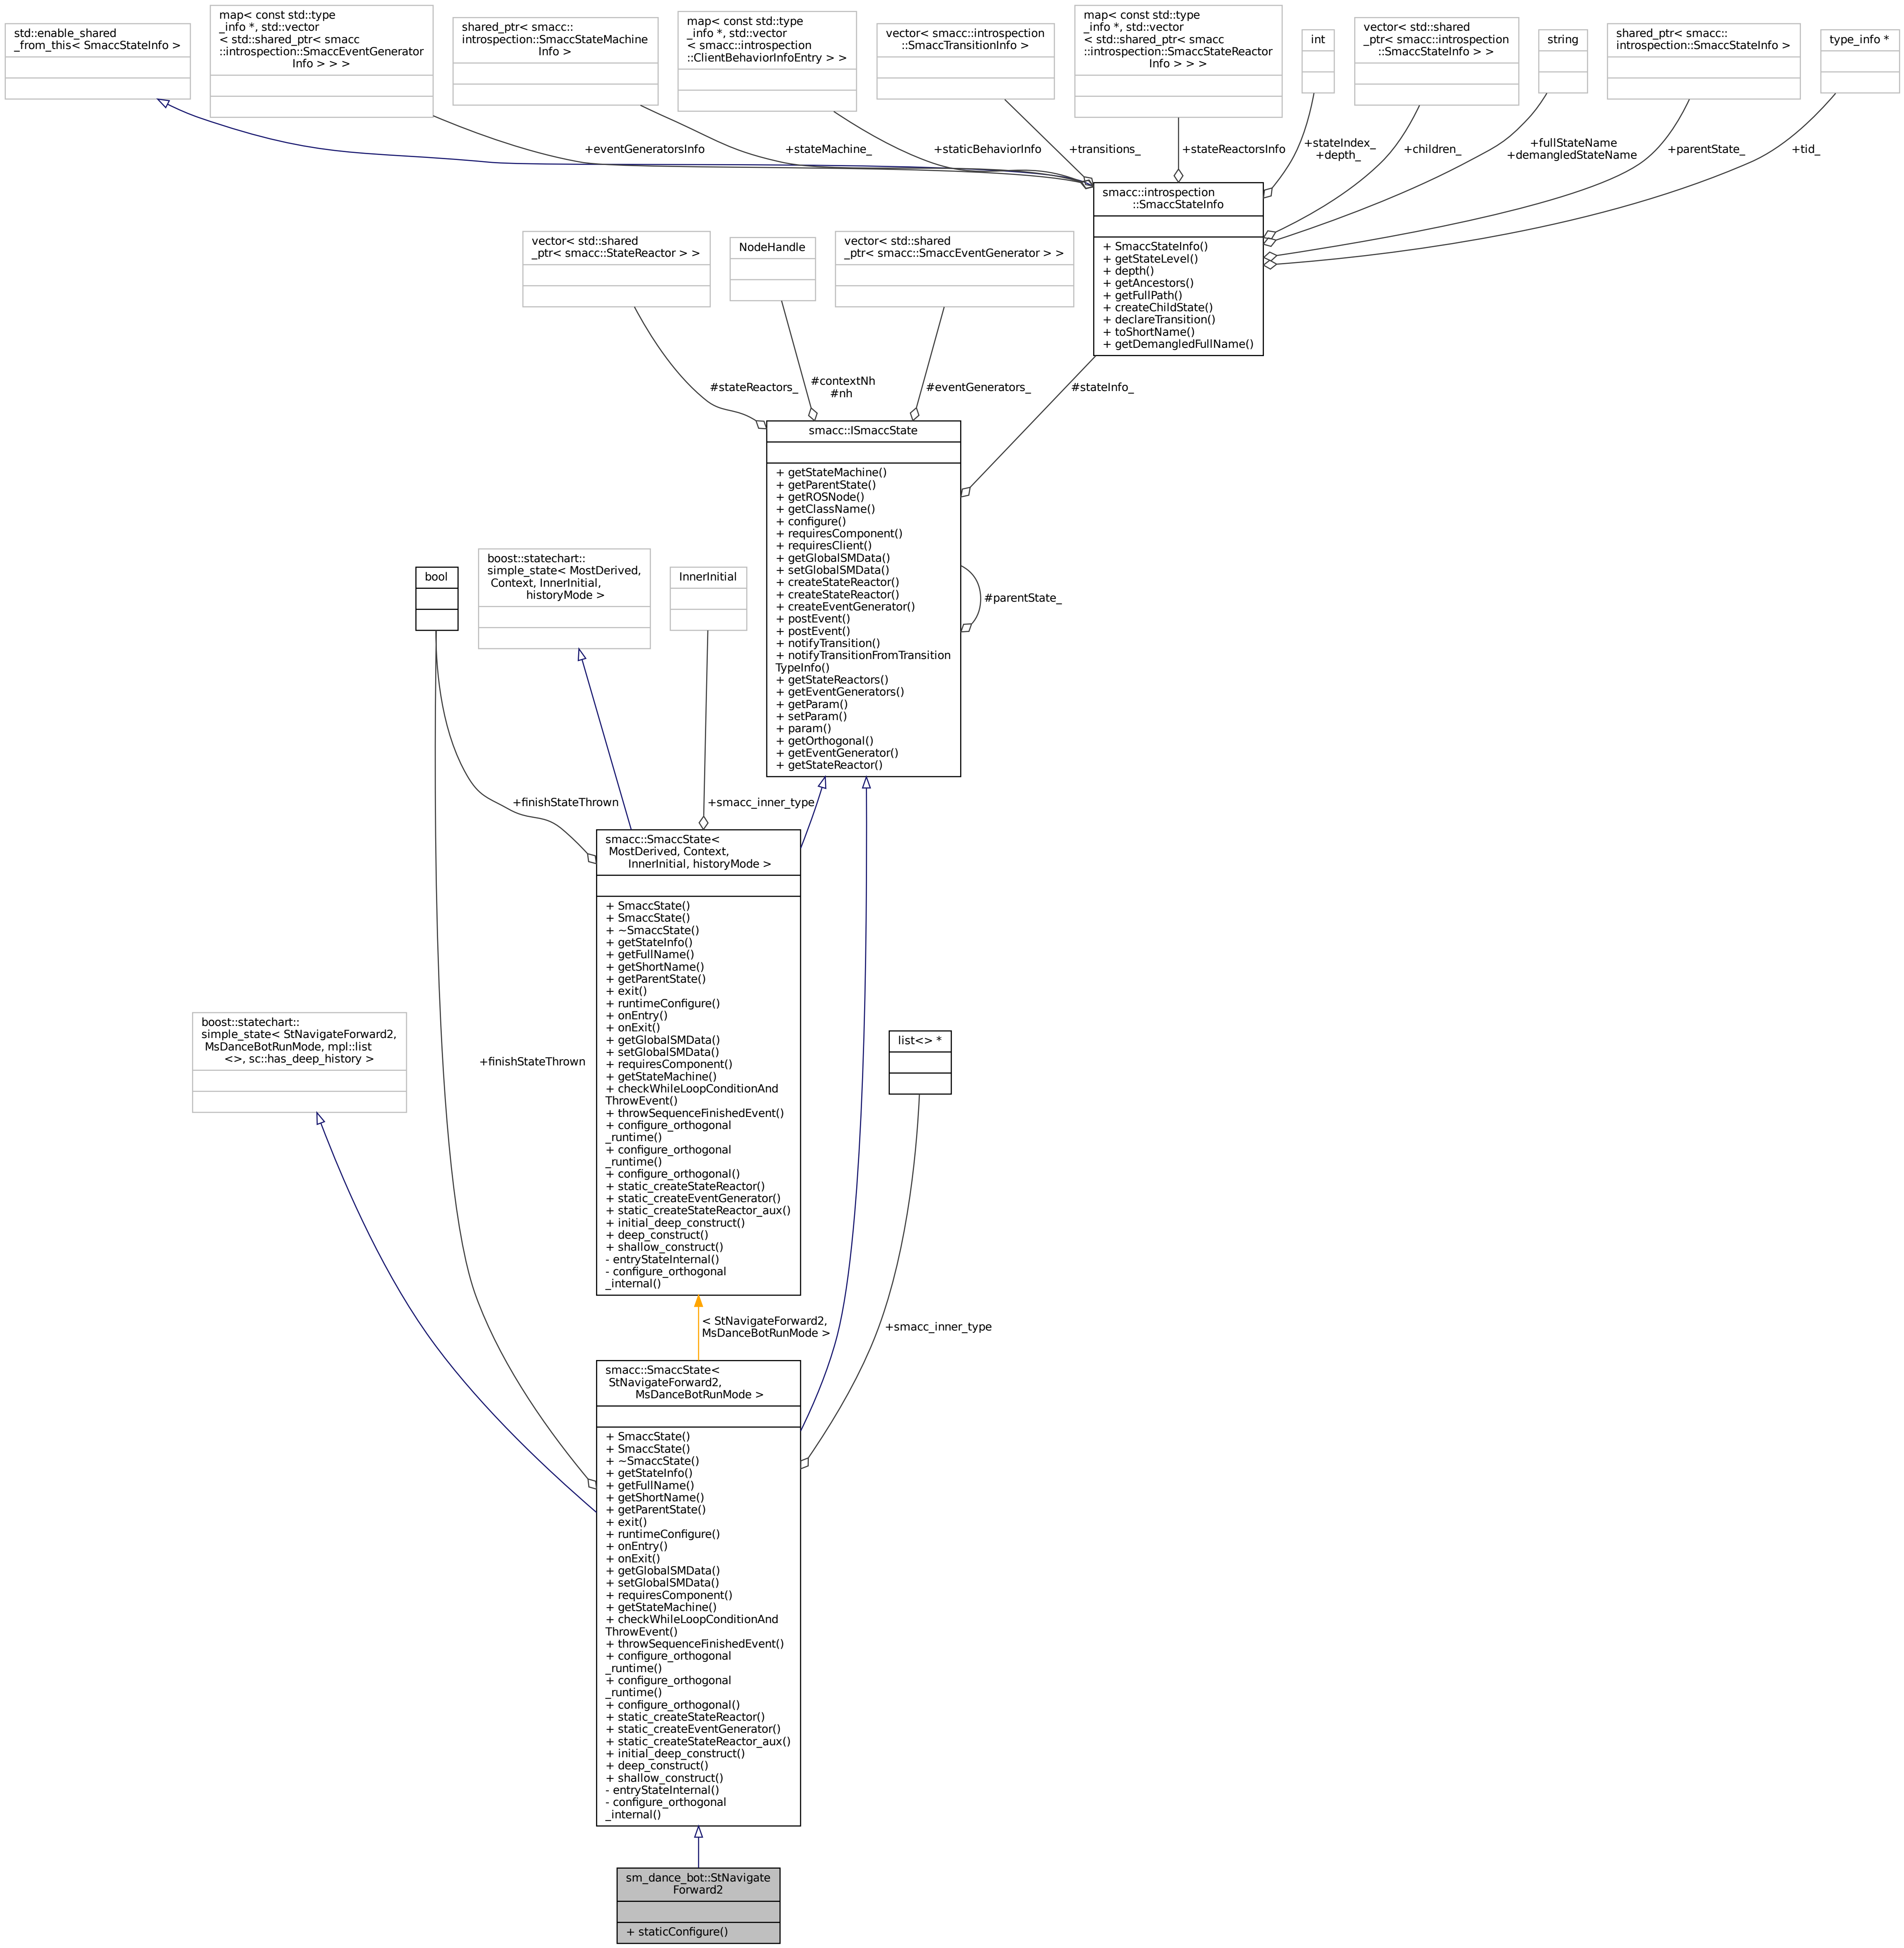 std::enable_shared
_from_this< SmaccStateInfo >
map< const std::type
_info *, std::vector
< std::shared_ptr< smacc
::introspection::SmaccEventGenerator
Info > > >
shared_ptr< smacc::
introspection::SmaccStateMachine
Info >
map< const std::type
_info *, std::vector
< smacc::introspection
::ClientBehaviorInfoEntry > >
vector< smacc::introspection
::SmaccTransitionInfo >
map< const std::type
_info *, std::vector
< std::shared_ptr< smacc
::introspection::SmaccStateReactor
Info > > >
int
vector< std::shared
_ptr< smacc::introspection
::SmaccStateInfo > >
string
shared_ptr< smacc::
introspection::SmaccStateInfo >
type_info *
+eventGeneratorsInfo
+stateMachine_
+staticBehaviorInfo
+transitions_
+stateReactorsInfo
+stateIndex_
+depth_
+children_
+fullStateName
+demangledStateName
+parentState_
+tid_
smacc::introspection
::SmaccStateInfo
+ SmaccStateInfo()
+ getStateLevel()
+ depth()
+ getAncestors()
+ getFullPath()
+ createChildState()
+ declareTransition()
+ toShortName()
+ getDemangledFullName()
vector< std::shared
_ptr< smacc::StateReactor > >
NodeHandle
vector< std::shared
_ptr< smacc::SmaccEventGenerator > >
#stateReactors_
#contextNh
#nh
#eventGenerators_
#stateInfo_
smacc::ISmaccState
+ getStateMachine()
+ getParentState()
+ getROSNode()
+ getClassName()
+ configure()
+ requiresComponent()
+ requiresClient()
+ getGlobalSMData()
+ setGlobalSMData()
+ createStateReactor()
+ createStateReactor()
+ createEventGenerator()
+ postEvent()
+ postEvent()
+ notifyTransition()
+ notifyTransitionFromTransition
TypeInfo()
+ getStateReactors()
+ getEventGenerators()
+ getParam()
+ setParam()
+ param()
+ getOrthogonal()
+ getEventGenerator()
+ getStateReactor()
#parentState_
bool
boost::statechart::
simple_state< MostDerived,
Context, InnerInitial,
historyMode >
InnerInitial
+finishStateThrown
+smacc_inner_type
smacc::SmaccState<
MostDerived, Context,
InnerInitial, historyMode >
+ SmaccState()
+ SmaccState()
+ ~SmaccState()
+ getStateInfo()
+ getFullName()
+ getShortName()
+ getParentState()
+ exit()
+ runtimeConfigure()
+ onEntry()
+ onExit()
+ getGlobalSMData()
+ setGlobalSMData()
+ requiresComponent()
+ getStateMachine()
+ checkWhileLoopConditionAnd
ThrowEvent()
+ throwSequenceFinishedEvent()
+ configure_orthogonal
_runtime()
+ configure_orthogonal
_runtime()
+ configure_orthogonal()
+ static_createStateReactor()
+ static_createEventGenerator()
+ static_createStateReactor_aux()
+ initial_deep_construct()
+ deep_construct()
+ shallow_construct()
- entryStateInternal()
- configure_orthogonal
_internal()
boost::statechart::
simple_state< StNavigateForward2,
MsDanceBotRunMode, mpl::list
<>, sc::has_deep_history >
+finishStateThrown
list<> *
< StNavigateForward2,
MsDanceBotRunMode >
+smacc_inner_type
smacc::SmaccState<
StNavigateForward2,
MsDanceBotRunMode >
+ SmaccState()
+ SmaccState()
+ ~SmaccState()
+ getStateInfo()
+ getFullName()
+ getShortName()
+ getParentState()
+ exit()
+ runtimeConfigure()
+ onEntry()
+ onExit()
+ getGlobalSMData()
+ setGlobalSMData()
+ requiresComponent()
+ getStateMachine()
+ checkWhileLoopConditionAnd
ThrowEvent()
+ throwSequenceFinishedEvent()
+ configure_orthogonal
_runtime()
+ configure_orthogonal
_runtime()
+ configure_orthogonal()
+ static_createStateReactor()
+ static_createEventGenerator()
+ static_createStateReactor_aux()
+ initial_deep_construct()
+ deep_construct()
+ shallow_construct()
- entryStateInternal()
- configure_orthogonal
_internal()
sm_dance_bot::StNavigate
Forward2
+ staticConfigure()